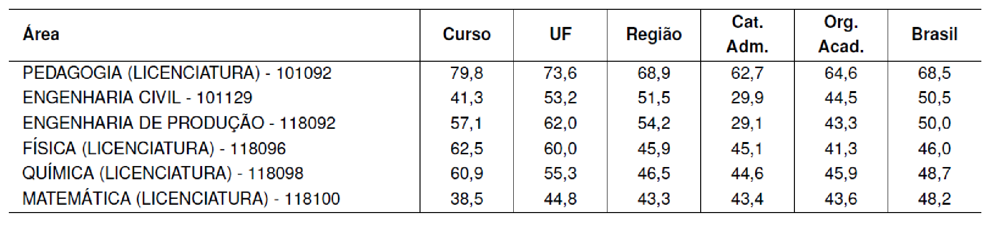 Área Curso UF Região Cat. Adm. Org. Acad. Brasil
PEDAGOGIA (LICENCIATURA) - 101092 79,8 73,6 68,9 62,7 64,6 68,5
ENGENHARIA CIVIL - 101129 41,3 53,2 51,5 29,9 44,5 50,5
ENGENHARIA DE PRODUÇÃO - 118092 57,1 62,0 54,2 29,1 43,3 50,0
FÍSICA (LICENCIATURA) - 118096 62,5 60,0 45,9 45,1 41,3 46,0
QUÍMICA (LICENCIATURA) - 118098 60,9 55,3 46,5 44,6 45,9 48,7
MATEMÁTICA (LICENCIATURA) - 118100 38,5 44,8 43,3 43,4 43,6 48,2